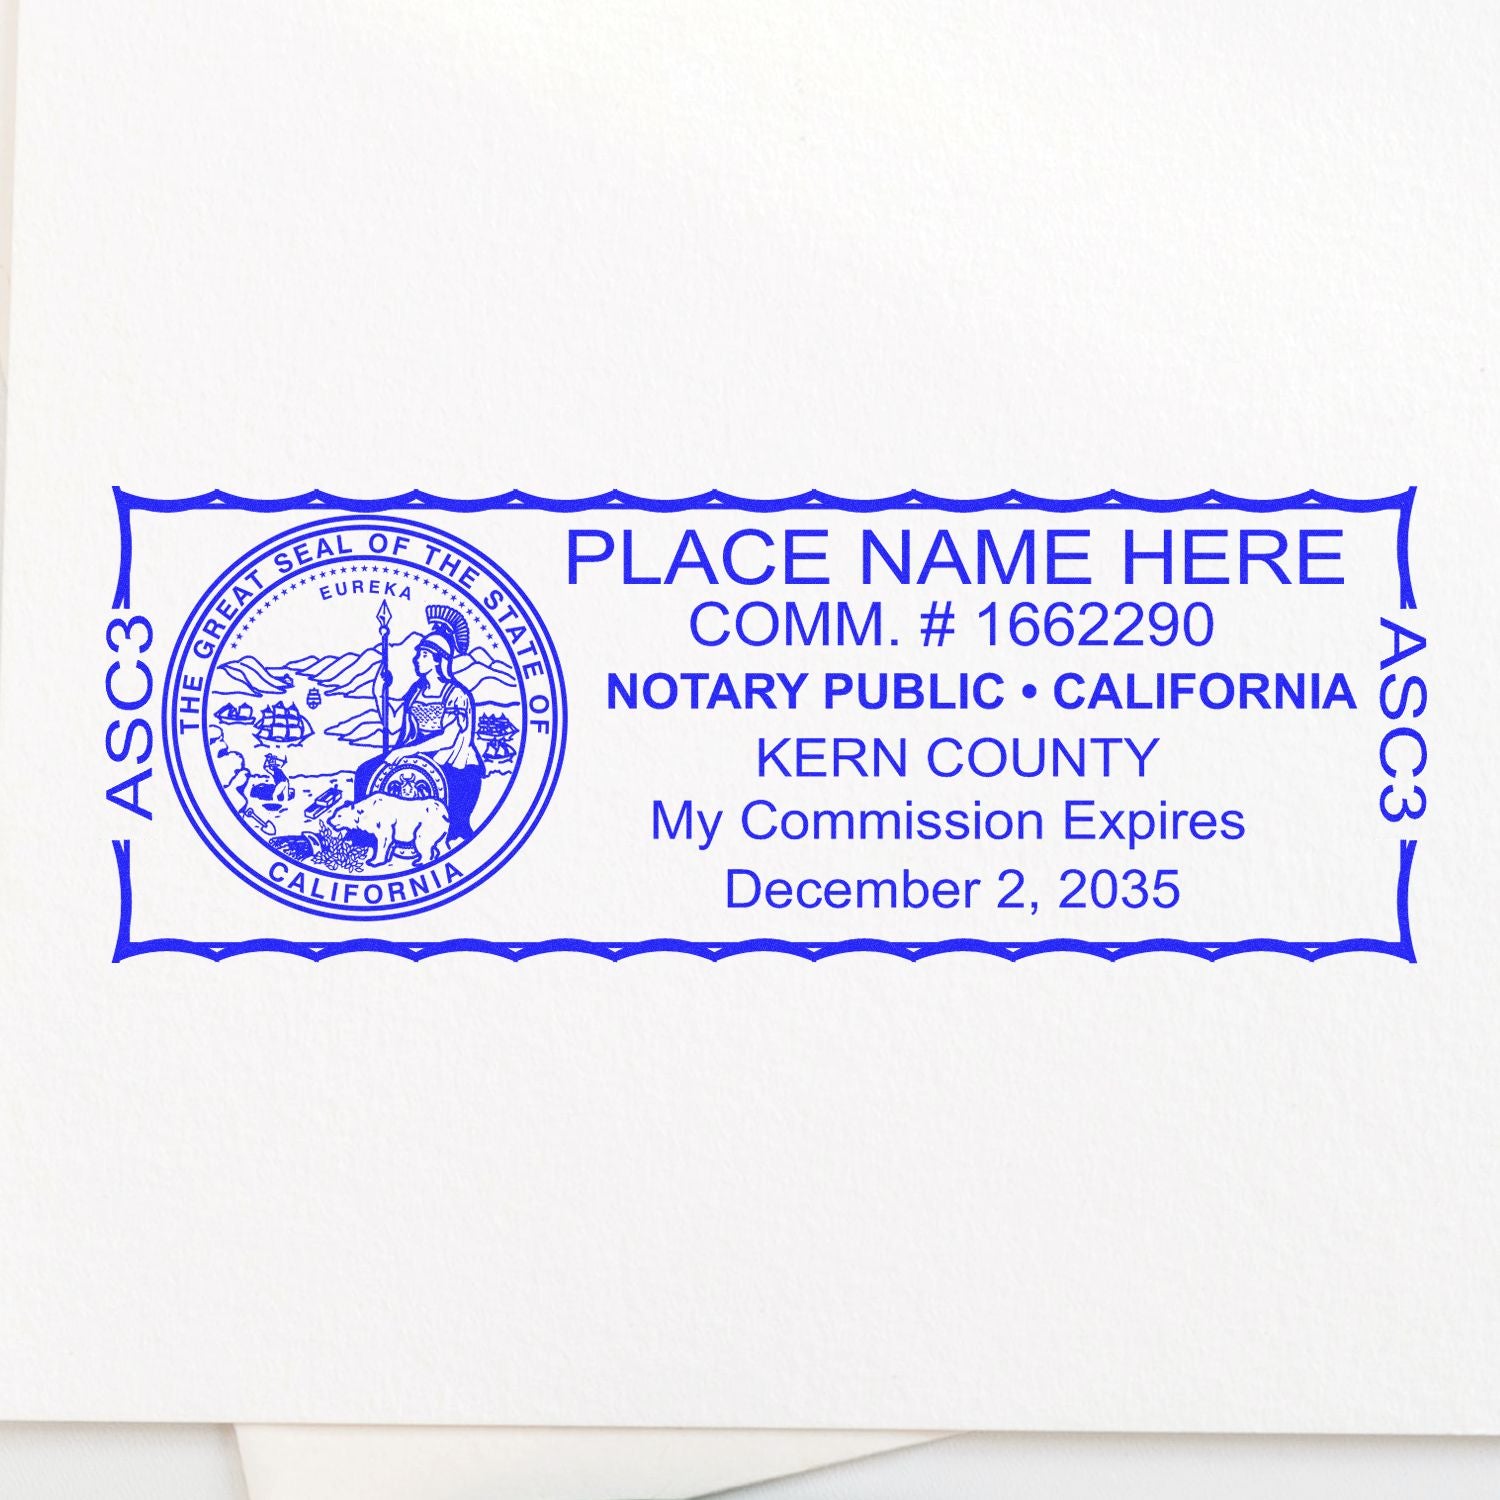 ASC3
THE GREAT SEAL OF THE STATE OF
EUREKA
CALIFORNIA
PLACE NAME HERE
COMM. # 1662290
NOTARY PUBLIC • CALIFORNIA
KERN COUNTY
My Commission Expires
December 2, 2035
ASC3